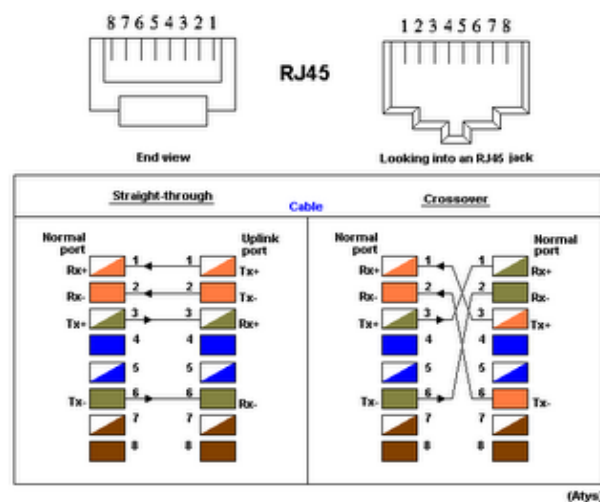 8 7 6 5 4 3 2 1
1 2 3 4 5 6 7 8
RJ45
End view
Looking into an RJ45 jack
Straight-through
Cable
Crossover
Normal port
Uplink port
Normal port
Normal port
Rx+ 1 1 Tx+
Rx- 2 2 Tx-
Tx+ 3 3 Rx+
4 4
5 5
Tx- 6 6 Rx-
7 7
8 8
Rx+ 1 1 Rx+
Rx- 2 2 Rx-
Tx+ 3 3 Tx+
4 4
5 5
Tx- 6 6 Tx-
7 7
8 8
(Atys)